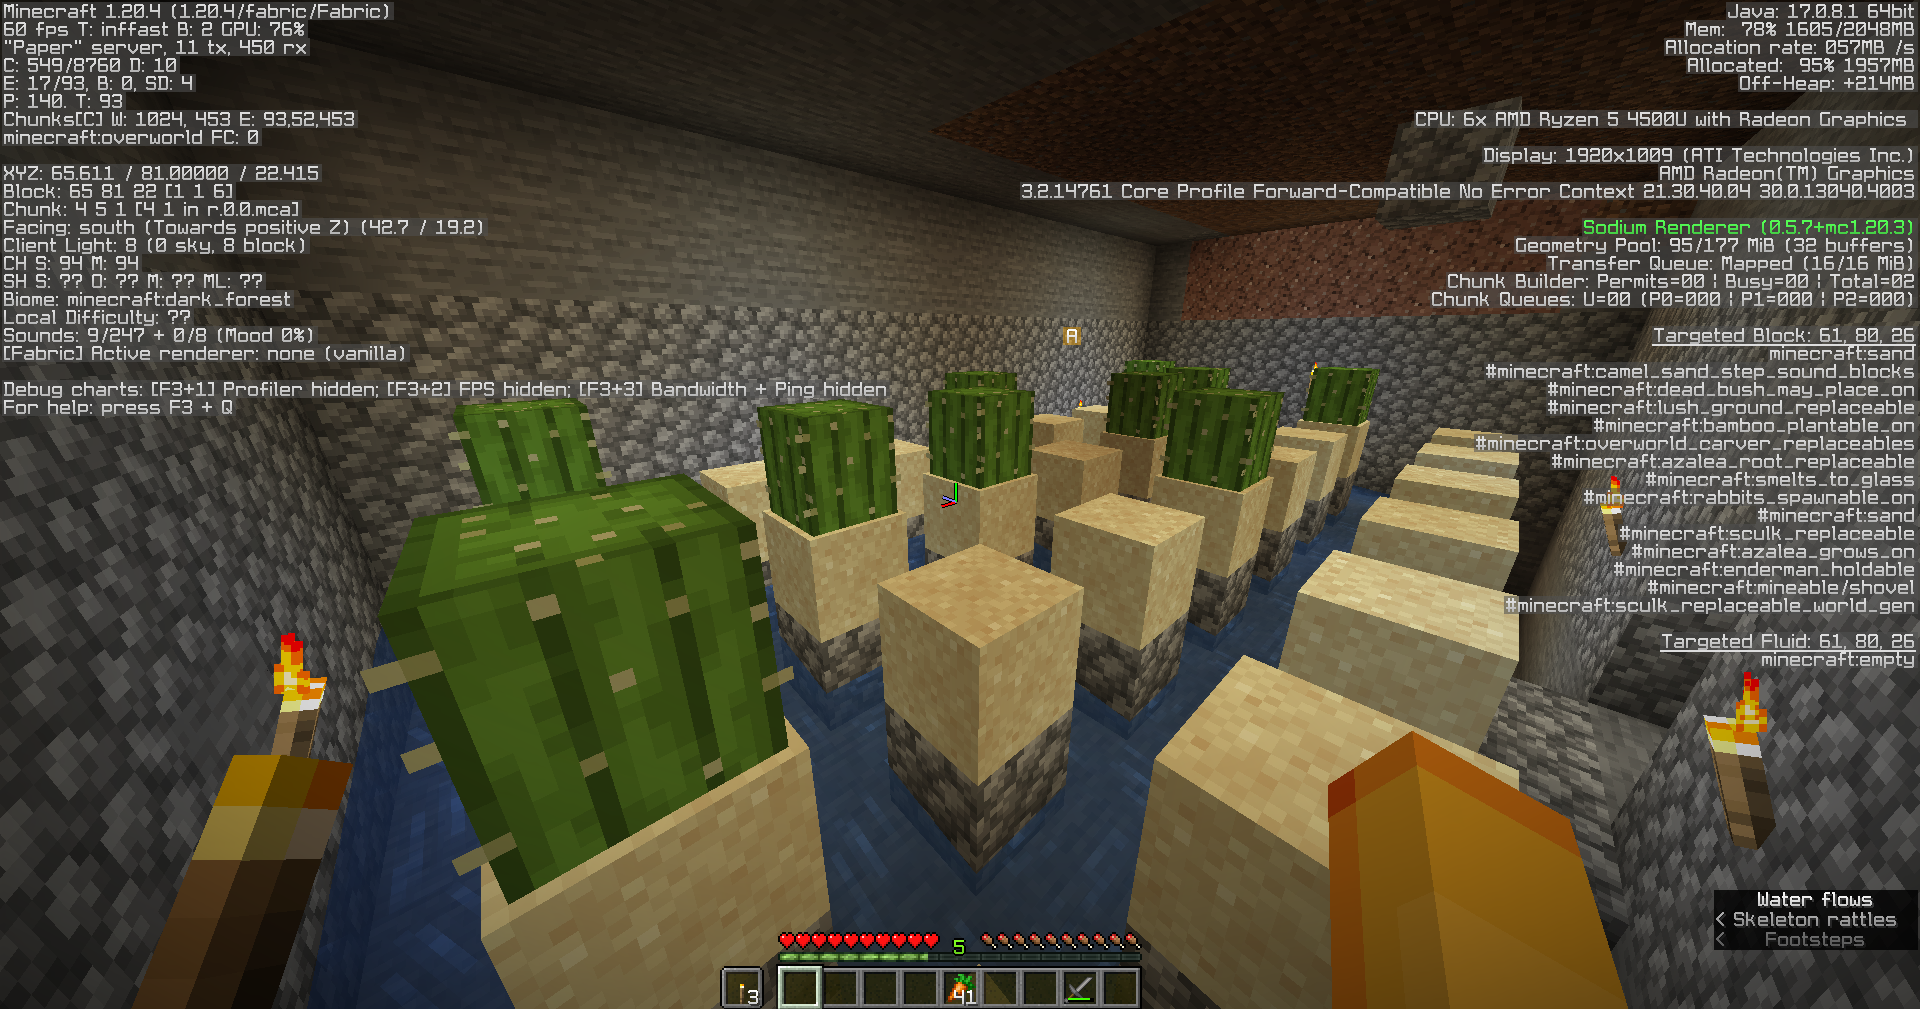 Minecraft 1.20.4 (1.20.4/fabric/Fabric)
60 fps T: inffast B: 2 GPU: 76%
"Paper" server, 11 tx, 450 rx
C: 549/8760 D: 10
E: 17/93, B: 0, SD: 4
P: 140. T: 93
Chunks[C] W: 1024, 453 E: 93,52,453
minecraft:overworld FC: 0
XYZ: 65.611 / 81.00000 / 22.415
Block: 65 81 22 [1 1 6]
Chunk: 4 5 1 [4 1 in r.0.0.mca]
Facing: south (Towards positive Z) (42.7 / 19.2)
Client Light: 8 (0 sky, 8 block)
CH S: 94 M: 94
SH S: ?? O: ?? M: ?? ML: ??
Biome: minecraft:dark_forest
Local Difficulty: ??
Sounds: 9/247 + 0/8 (Mood 0%)
[Fabric] Active renderer: none (vanilla)
Debug charts: [F3+1] Profiler hidden; [F3+2] FPS hidden; [F3+3] Bandwidth + Ping hidden
For help: press F3 + Q
Java: 17.0.8.1 64bit
Mem: 78% 1605/2048MB
Allocation rate: 057MB /s
Allocated: 95% 1957MB
Off-Heap: +214MB
CPU: 6x AMD Ryzen 5 4500U with Radeon Graphics
Display: 1920x1009 (ATI Technologies Inc.)
AMD Radeon(TM) Graphics
3.2.14761 Core Profile Forward-Compatible No Error Context 21.30.40.04 30.0.13040.4003
Sodium Renderer (0.5.7+mc1.20.3)
Geometry Pool: 95/177 MiB (32 buffers)
Transfer Queue: Mapped (16/16 MiB)
Chunk Builder: Permits=00 | Busy=00 | Total=02
Chunk Queues: U=00 (P0=000 | P1=000 | P2=000)
Targeted Block: 61, 80, 26
minecraft:sand
#minecraft:camel_sand_step_sound_blocks
#minecraft:dead_bush_may_place_on
#minecraft:lush_ground_replaceable
#minecraft:bamboo_plantable_on
#minecraft:overworld_carver_replaceables
#minecraft:azalea_root_replaceable
#minecraft:smelts_to_glass
#minecraft:rabbits_spawnable_on
#minecraft:sand
#minecraft:sculk_replaceable
#minecraft:azalea_grows_on
#minecraft:enderman_holdable
#minecraft:mineable/shovel
#minecraft:sculk_replaceable_world_gen
Targeted Fluid: 61, 80, 26
minecraft:empty
A
Water flows
< Skeleton rattles
< Footsteps
5
3
41